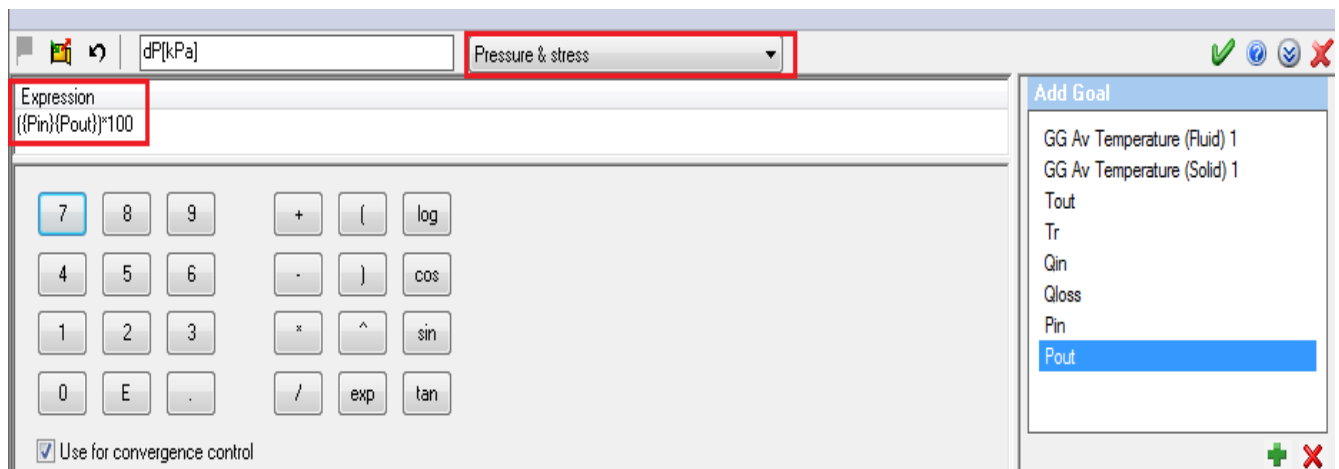 dP[kPa] Pressure & stress
Expression
({Pin}{Pout})*100
7 8 9 + ( log
4 5 6 - ) cos
1 2 3 * ^ sin
0 E . / exp tan
Use for convergence control
Add Goal
GG Av Temperature (Fluid) 1
GG Av Temperature (Solid) 1
Tout
Tr
Qin
Qloss
Pin
Pout